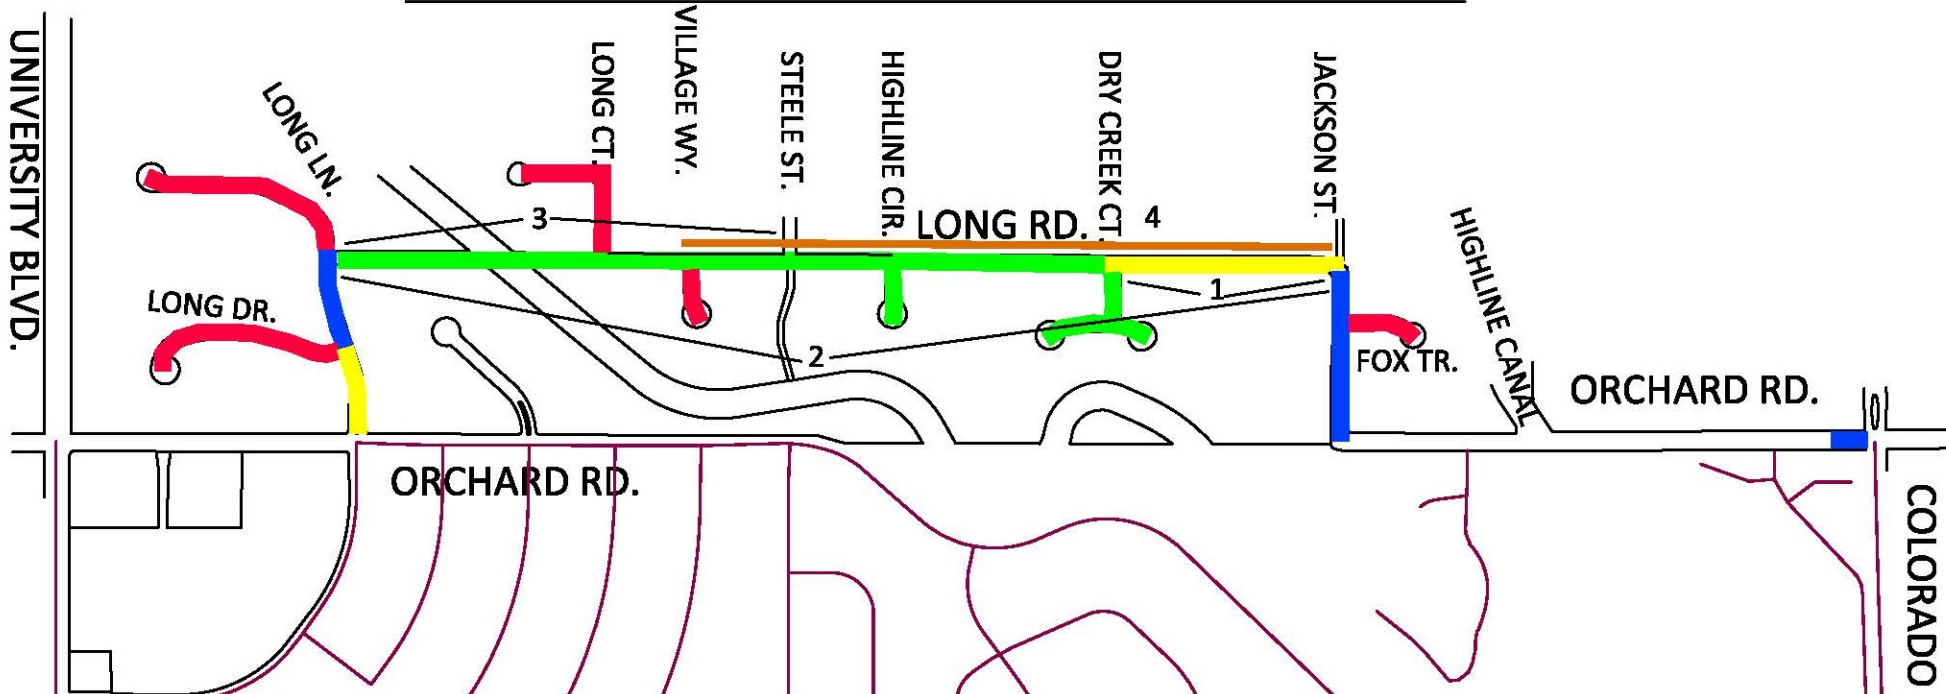 UNIVERSITY BLVD.
LONG LN.
LONG CT.
VILLAGE WY.
STEELE ST.
HIGHLINE CIR.
DRY CREEK CT.
JACKSON ST.
HIGHLINE CANAL
3
LONG RD.
4
1
LONG DR.
2
FOX TR.
ORCHARD RD.
ORCHARD RD.
COLORADO